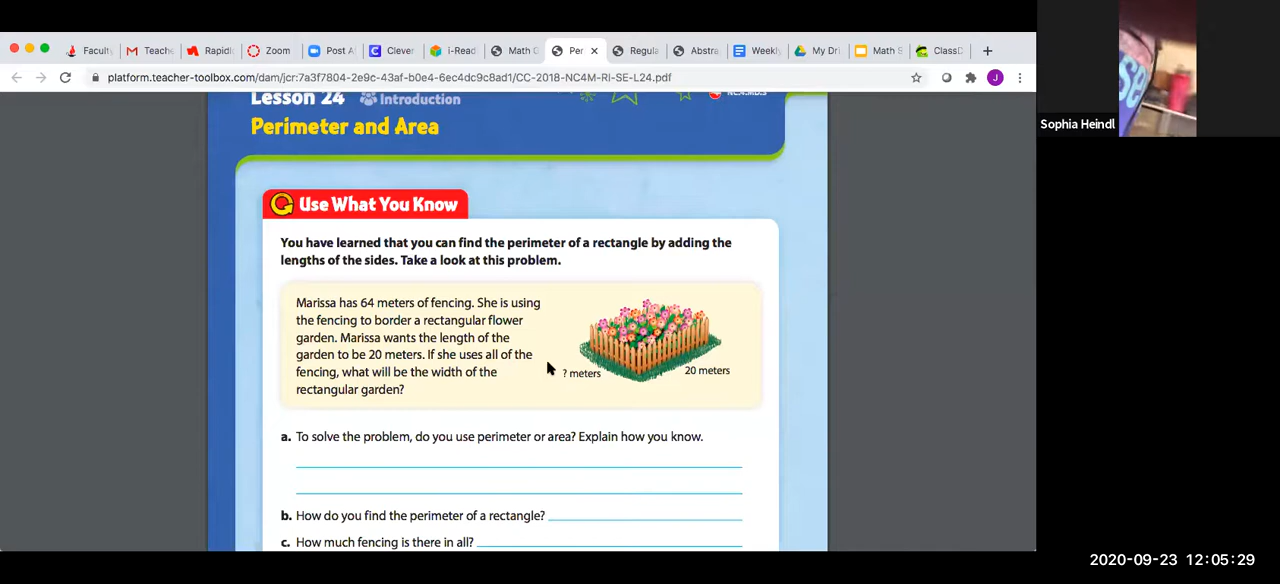 Faculty
Teache
Rapidl
Zoom
Post A
Clever
i-Read
Math G
Per
Regula
Abstra
Weekly
My Dri
Math S
ClassD
platform.teacher-toolbox.com/dam/jcr:7a3f7804-2e9c-43af-b0e4-6ec4dc9c8ad1/CC-2018-NC4M-RI-SE-L24.pdf
J
Lesson 24 Introduction
Perimeter and Area
Use What You Know
You have learned that you can find the perimeter of a rectangle by adding the
lengths of the sides. Take a look at this problem.
Marissa has 64 meters of fencing. She is using
the fencing to border a rectangular flower
garden. Marissa wants the length of the
garden to be 20 meters. If she uses all of the
fencing, what will be the width of the
rectangular garden?
? meters
20 meters
a. To solve the problem, do you use perimeter or area? Explain how you know.
b. How do you find the perimeter of a rectangle?
c. How much fencing is there in all?
Sophia Heindl
2020-09-23 12:05:29